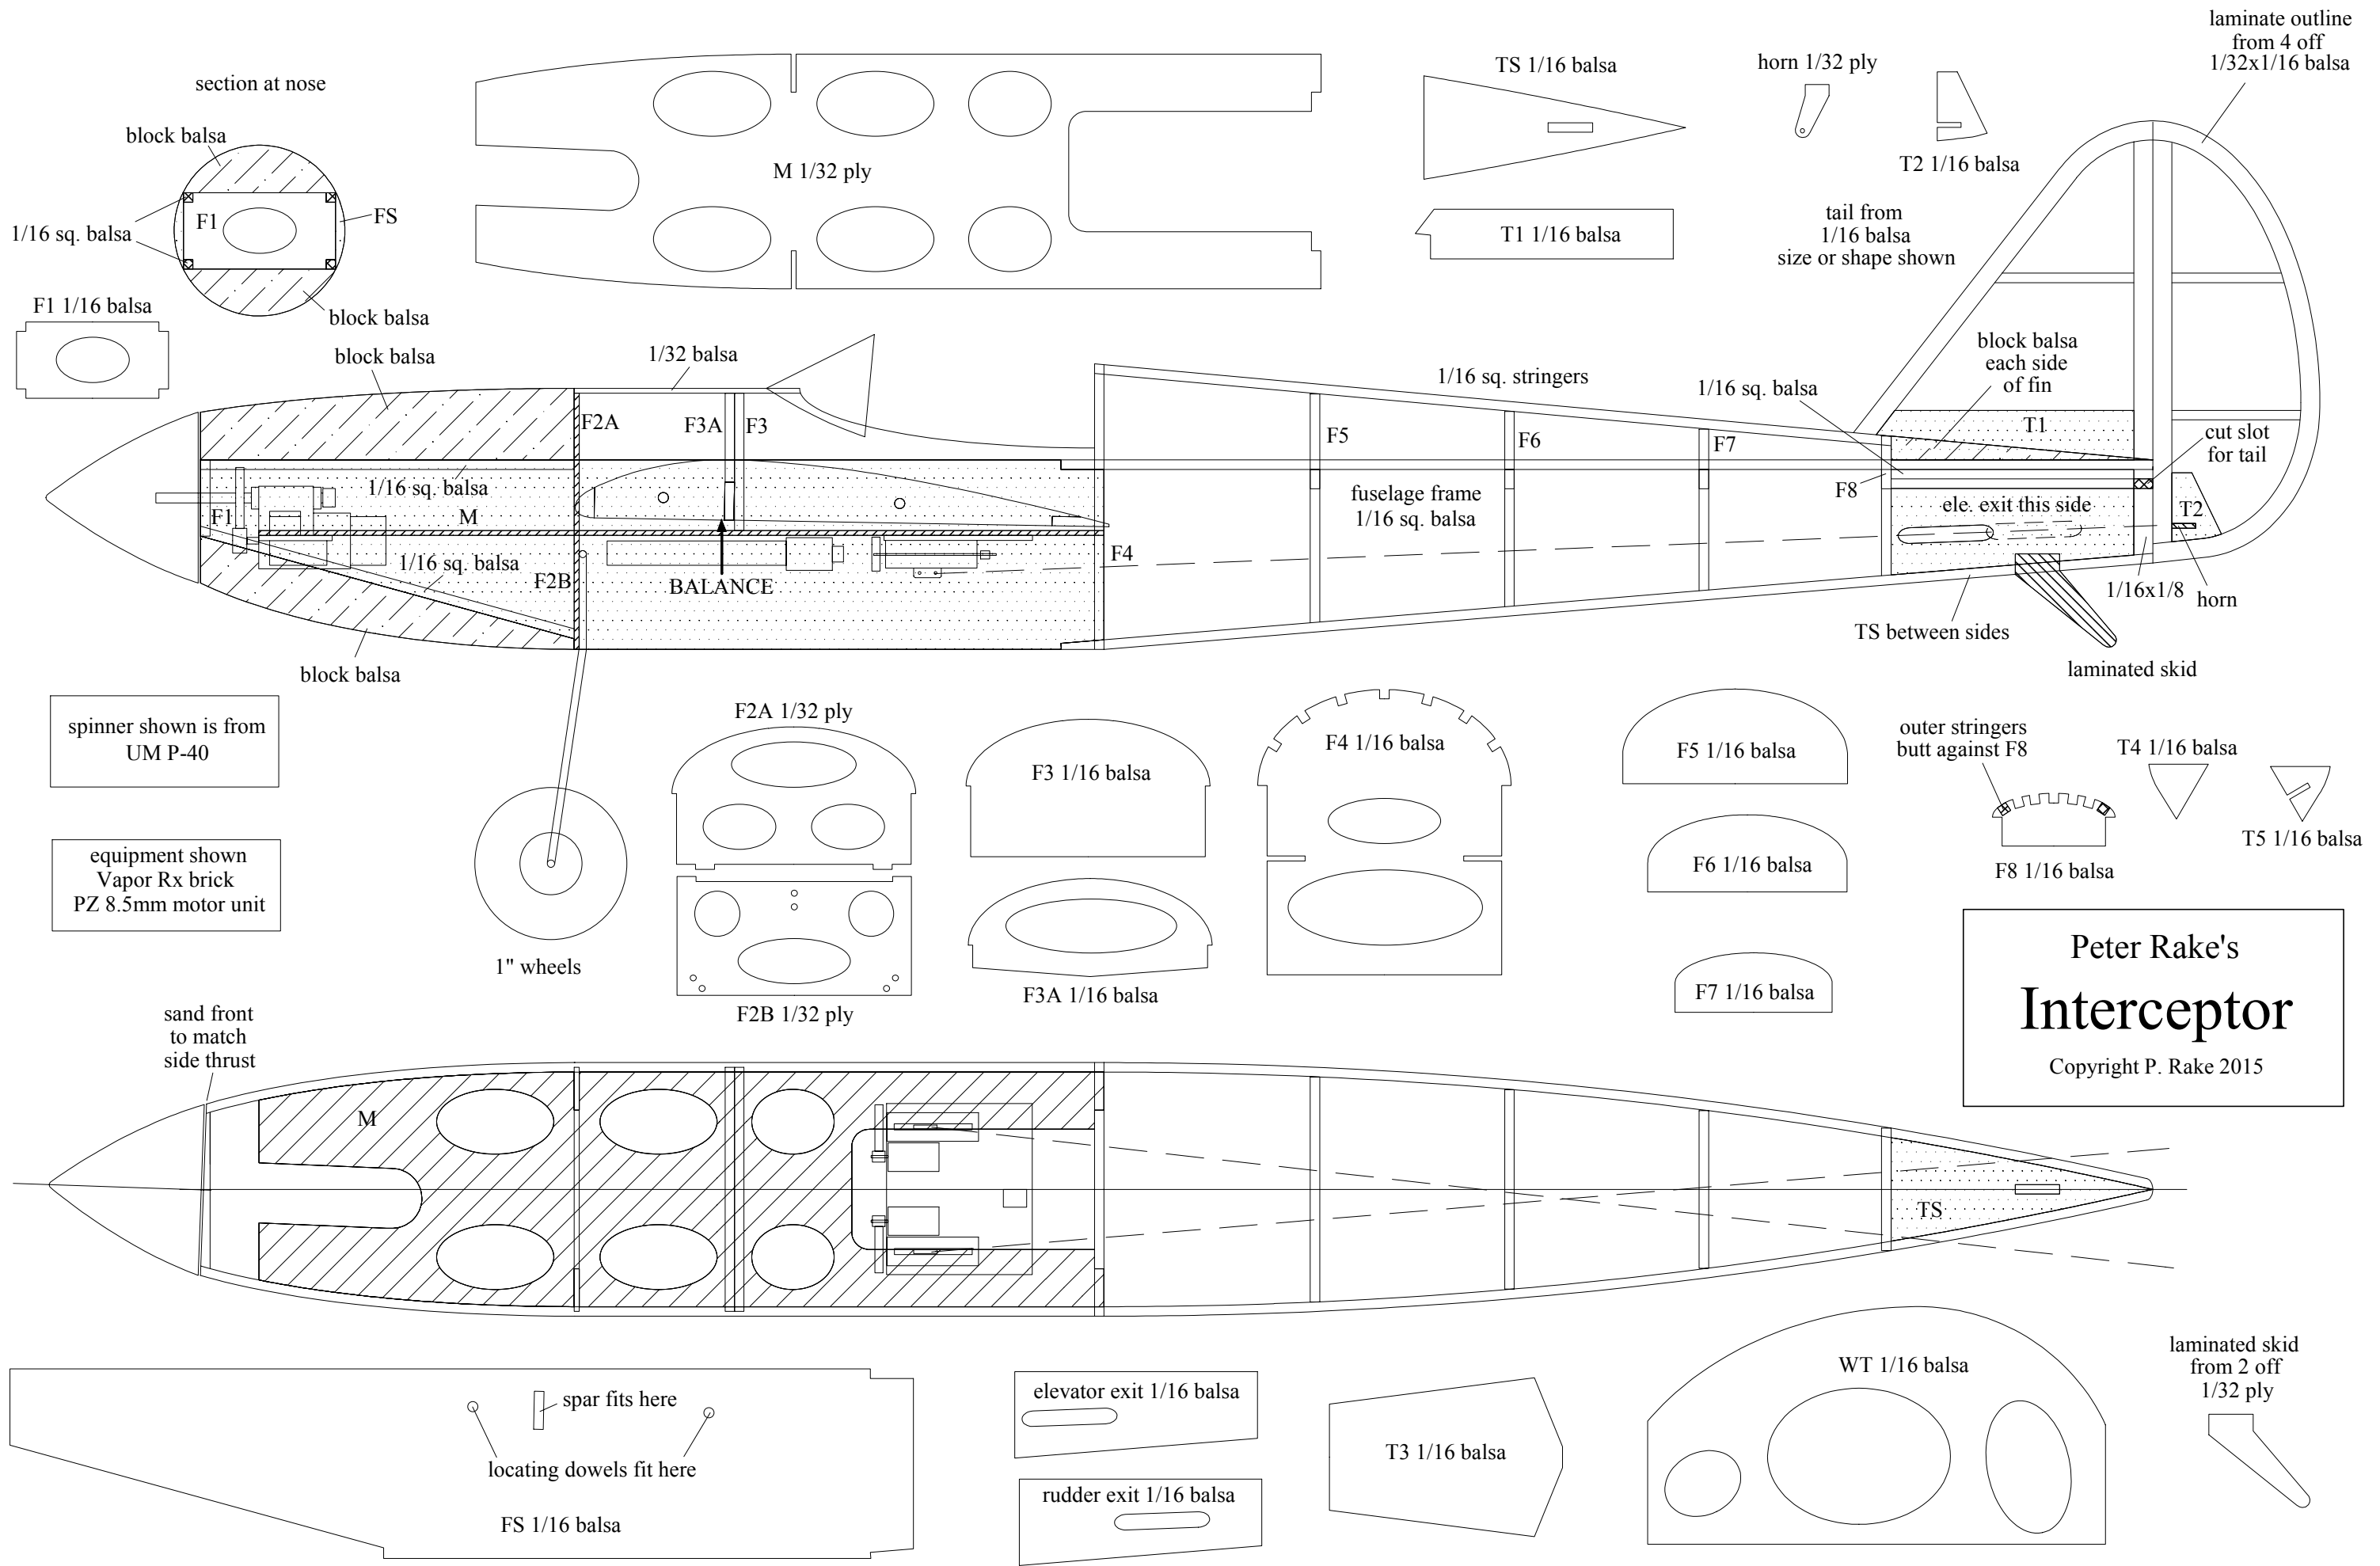 laminate outline
from 4 off
1/32x1/16 balsa
section at nose
TS 1/16 balsa
horn 1/32 ply
block balsa
M 1/32 ply
T2 1/16 balsa
F1
FS
1/16 sq. balsa
T1 1/16 balsa
tail from
1/16 balsa
size or shape shown
F1 1/16 balsa
block balsa
block balsa
1/32 balsa
block balsa
each side
of fin
1/16 sq. stringers
1/16 sq. balsa
F2A
F3A
F3
F5
F6
F7
T1
cut slot
for tail
1/16 sq. balsa
F8
fuselage frame
1/16 sq. balsa
ele. exit this side
F1
M
T2
F4
1/16 sq. balsa
F2B
BALANCE
1/16x1/8
horn
TS between sides
block balsa
laminated skid
spinner shown is from
UM P-40
F2A 1/32 ply
F3 1/16 balsa
F4 1/16 balsa
F5 1/16 balsa
outer stringers
butt against F8
T4 1/16 balsa
equipment shown
Vapor Rx brick
PZ 8.5mm motor unit
F6 1/16 balsa
F8 1/16 balsa
T5 1/16 balsa
1" wheels
F2B 1/32 ply
F3A 1/16 balsa
F7 1/16 balsa
Peter Rake's
Interceptor
Copyright P. Rake 2015
sand front
to match
side thrust
M
TS
spar fits here
locating dowels fit here
FS 1/16 balsa
elevator exit 1/16 balsa
rudder exit 1/16 balsa
T3 1/16 balsa
WT 1/16 balsa
laminated skid
from 2 off
1/32 ply